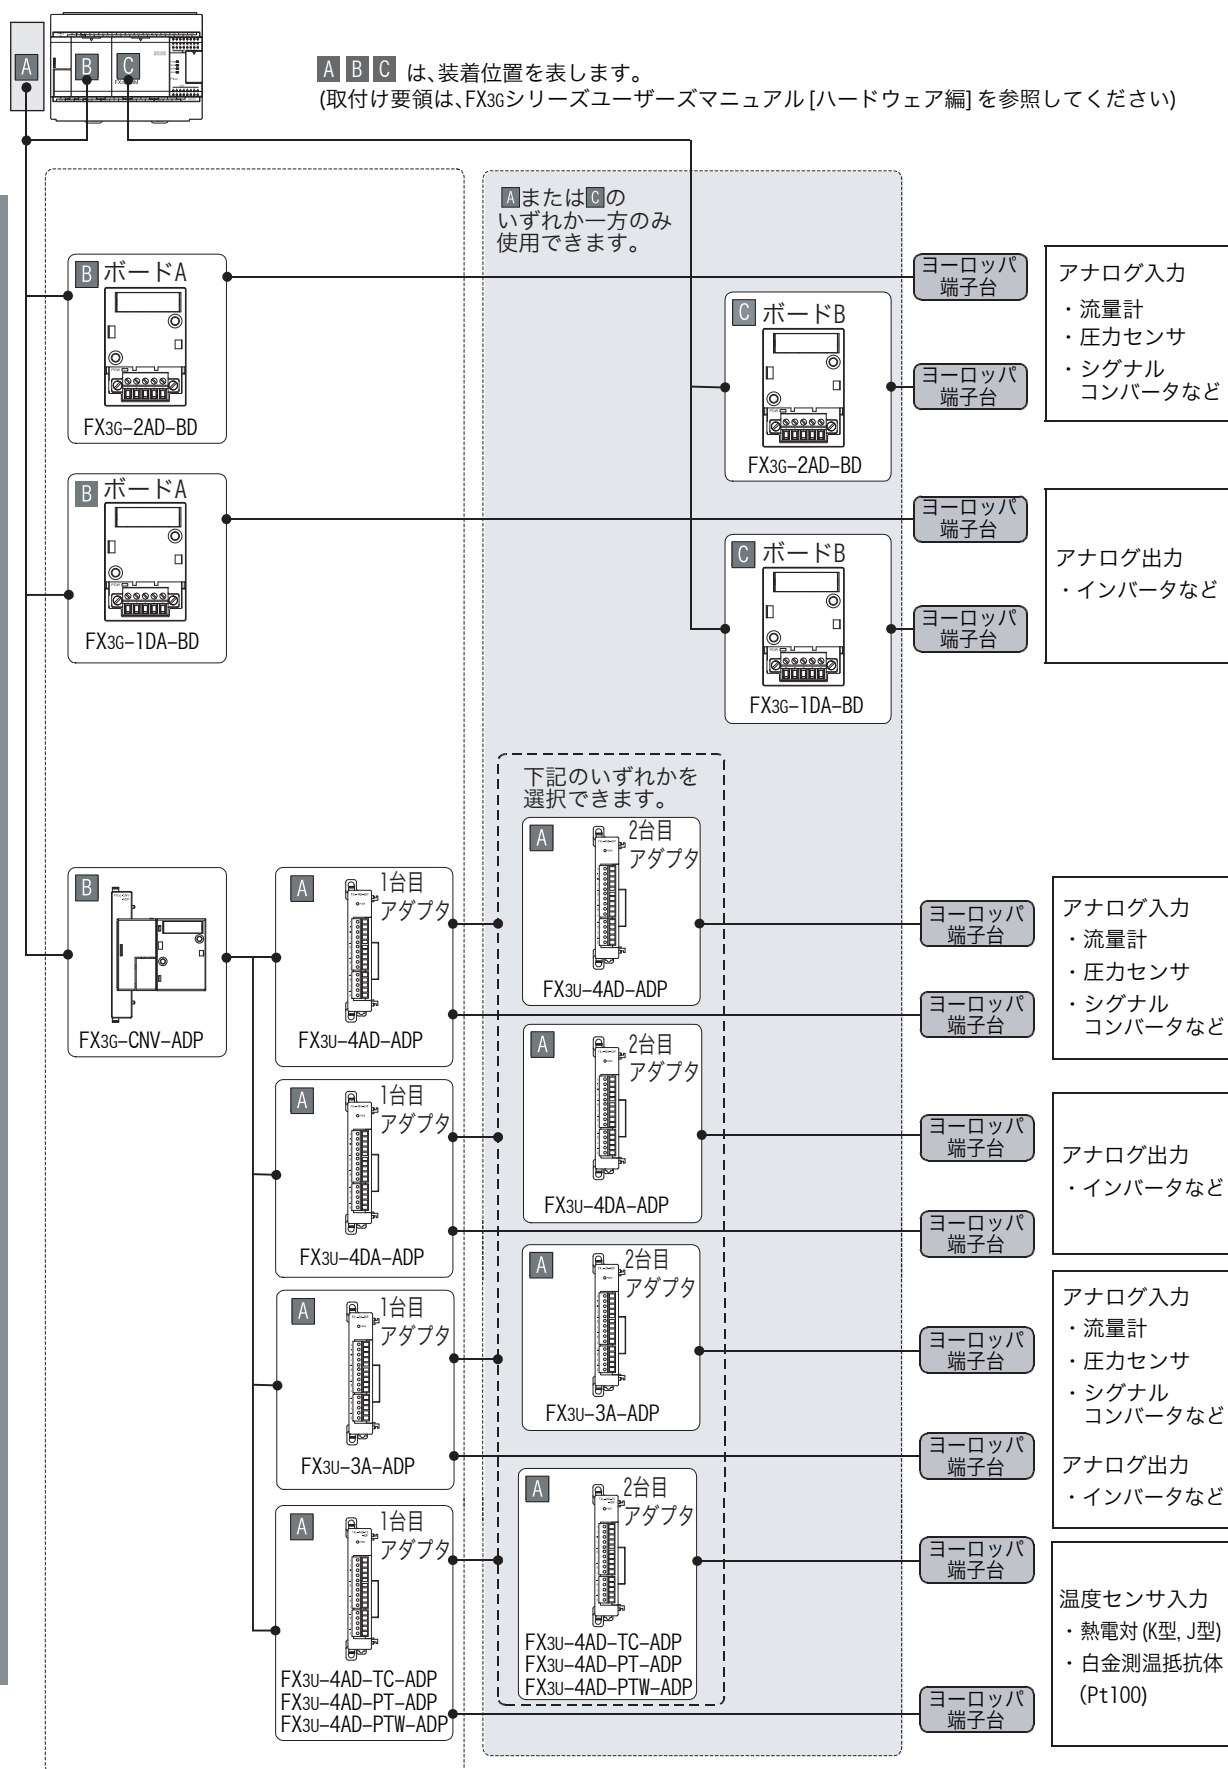 A
B
C
A B C は、装着位置を表します。
(取付け要領は、FX3Gシリーズユーザーズマニュアル [ハードウェア編] を参照してください)
AまたはCの
いずれか一方のみ
使用できます。
B ボードA
FX3G-2AD-BD
ヨーロッパ
端子台
C ボードB
FX3G-2AD-BD
ヨーロッパ
端子台
アナログ入力
・流量計
・圧力センサ
・シグナル
コンバータなど
B ボードA
FX3G-1DA-BD
ヨーロッパ
端子台
C ボードB
FX3G-1DA-BD
ヨーロッパ
端子台
アナログ出力
・インバータなど
下記のいずれかを
選択できます。
B
FX3G-CNV-ADP
A 1台目
アダプタ
FX3U-4AD-ADP
A 2台目
アダプタ
FX3U-4AD-ADP
ヨーロッパ
端子台
ヨーロッパ
端子台
アナログ入力
・流量計
・圧力センサ
・シグナル
コンバータなど
A 1台目
アダプタ
FX3U-4DA-ADP
A 2台目
アダプタ
FX3U-4DA-ADP
ヨーロッパ
端子台
ヨーロッパ
端子台
アナログ出力
・インバータなど
A 1台目
アダプタ
FX3U-3A-ADP
A 2台目
アダプタ
FX3U-3A-ADP
ヨーロッパ
端子台
ヨーロッパ
端子台
アナログ入力
・流量計
・圧力センサ
・シグナル
コンバータなど
アナログ出力
・インバータなど
A 1台目
アダプタ
FX3U-4AD-TC-ADP
FX3U-4AD-PT-ADP
FX3U-4AD-PTW-ADP
A 2台目
アダプタ
FX3U-4AD-TC-ADP
FX3U-4AD-PT-ADP
FX3U-4AD-PTW-ADP
ヨーロッパ
端子台
ヨーロッパ
端子台
温度センサ入力
・熱電対 (K型, J型)
・白金測温抵抗体
(Pt100)